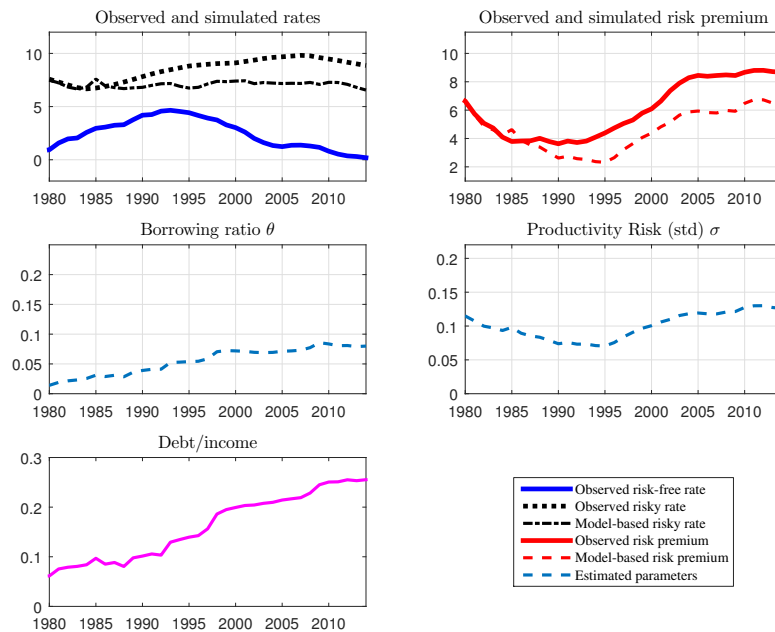 Observed and simulated rates
10
5
0
1980 1985 1990 1995 2000 2005 2010
Observed and simulated risk premium
10
8
6
4
2
1980 1985 1990 1995 2000 2005 2010
Borrowing ratio θ
0.2
0.15
0.1
0.05
0
1980 1985 1990 1995 2000 2005 2010
Productivity Risk (std) σ
0.2
0.15
0.1
0.05
0
1980 1985 1990 1995 2000 2005 2010
Debt/income
0.3
0.2
0.1
0
1980 1985 1990 1995 2000 2005 2010
Observed risk-free rate
Observed risky rate
Model-based risky rate
Observed risk premium
Model-based risk premium
Estimated parameters